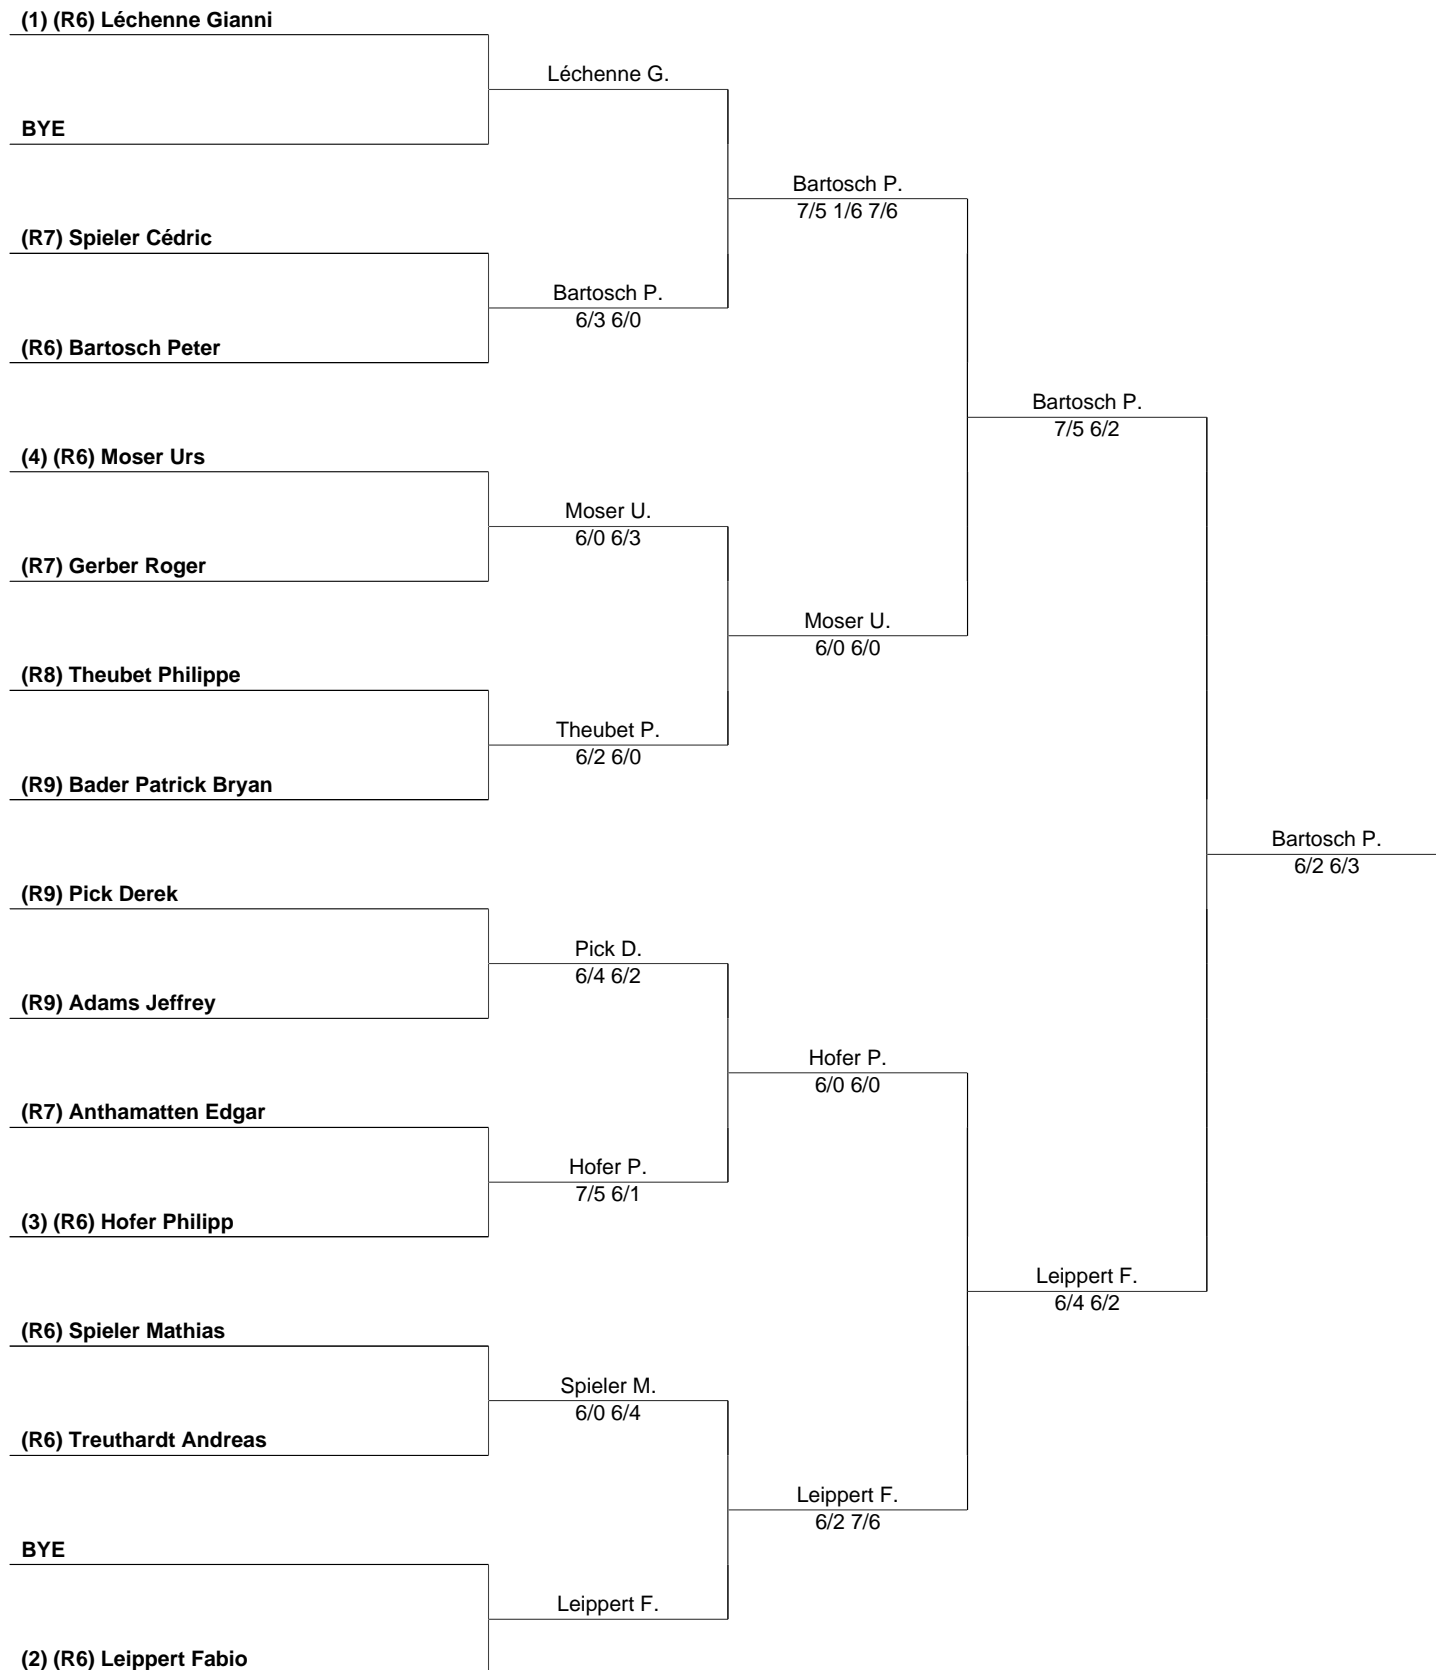 (1) (R6) Léchenne Gianni
Léchenne G.
BYE
Bartosch P.
7/5 1/6 7/6
(R7) Spieler Cédric
Bartosch P.
6/3 6/0
(R6) Bartosch Peter
Bartosch P.
7/5 6/2
(4) (R6) Moser Urs
Moser U.
6/0 6/3
(R7) Gerber Roger
Moser U.
6/0 6/0
(R8) Theubet Philippe
Theubet P.
6/2 6/0
(R9) Bader Patrick Bryan
Bartosch P.
6/2 6/3
(R9) Pick Derek
Pick D.
6/4 6/2
(R9) Adams Jeffrey
Hofer P.
6/0 6/0
(R7) Anthamatten Edgar
Hofer P.
7/5 6/1
(3) (R6) Hofer Philipp
Leippert F.
6/4 6/2
(R6) Spieler Mathias
Spieler M.
6/0 6/4
(R6) Treuthardt Andreas
Leippert F.
6/2 7/6
BYE
Leippert F.
(2) (R6) Leippert Fabio